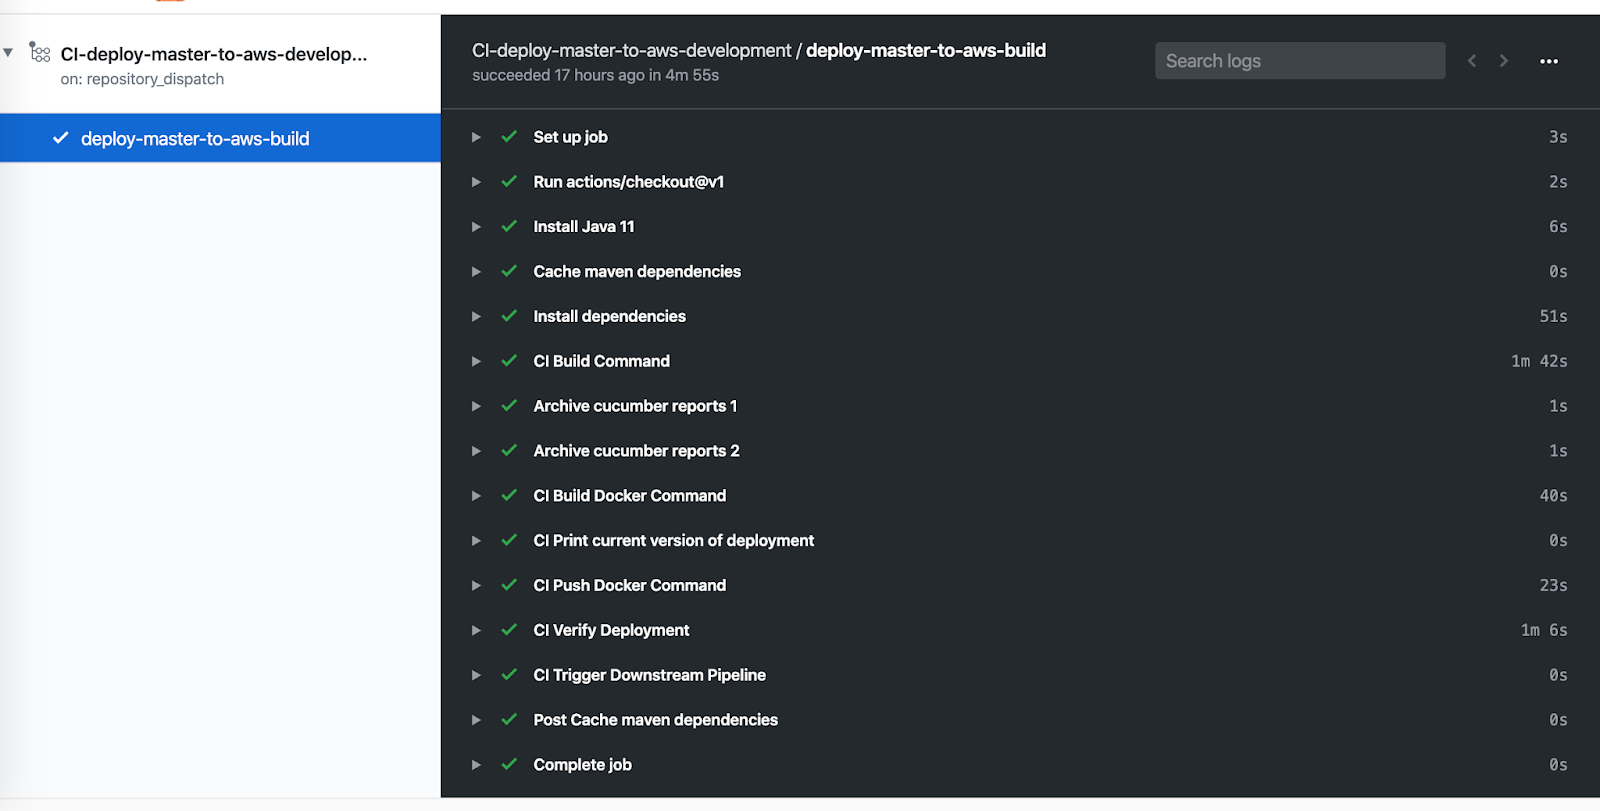 CI-deploy-master-to-aws-develop...
on: repository_dispatch
deploy-master-to-aws-build
CI-deploy-master-to-aws-development / deploy-master-to-aws-build
succeeded 17 hours ago in 4m 55s
Search logs
Set up job 3s
Run actions/checkout@v1 2s
Install Java 11 6s
Cache maven dependencies 0s
Install dependencies 51s
CI Build Command 1m 42s
Archive cucumber reports 1 1s
Archive cucumber reports 2 1s
CI Build Docker Command 40s
CI Print current version of deployment 0s
CI Push Docker Command 23s
CI Verify Deployment 1m 6s
CI Trigger Downstream Pipeline 0s
Post Cache maven dependencies 0s
Complete job 0s